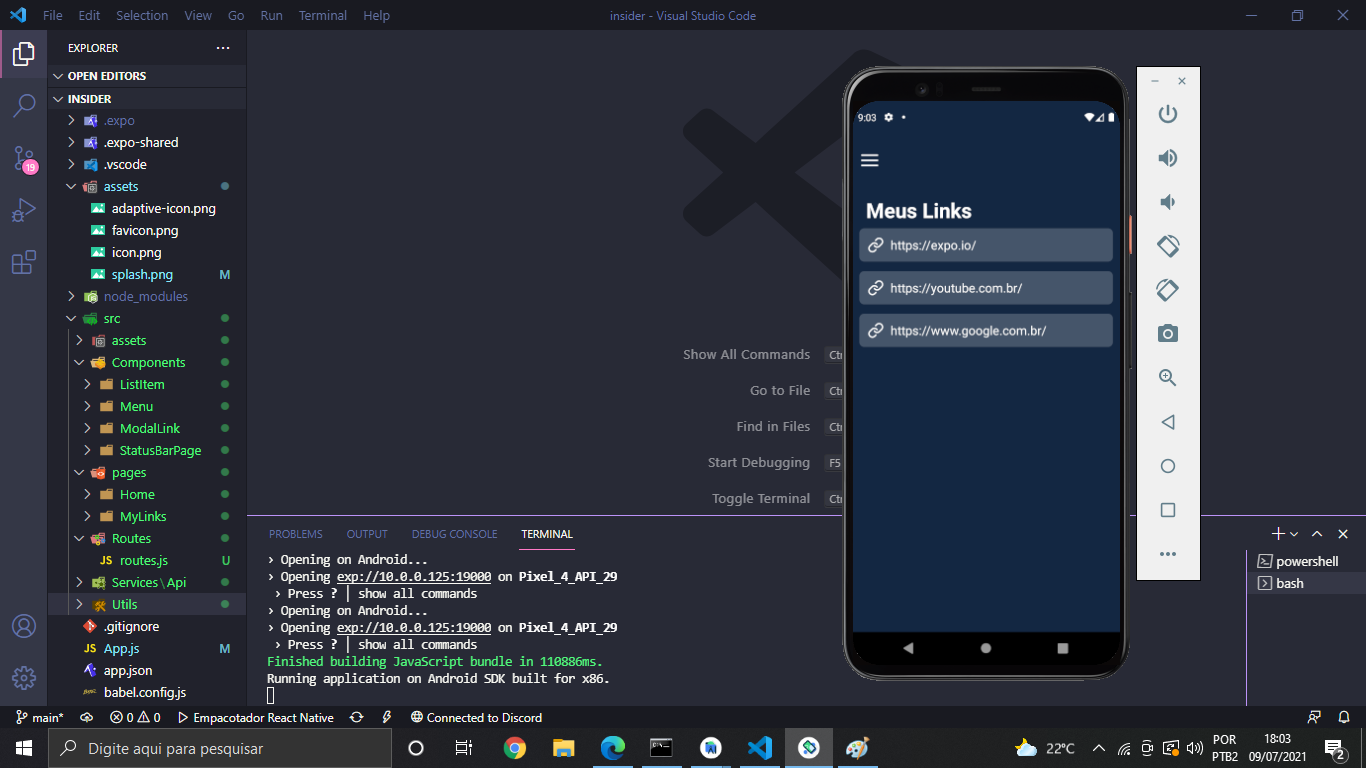 File Edit Selection View Go Run Terminal Help
insider - Visual Studio Code
EXPLORER
OPEN EDITORS
INSIDER
.expo
.expo-shared
.vscode
assets
adaptive-icon.png
favicon.png
icon.png
splash.png M
node_modules
src
assets
Components
ListItem
Menu
ModalLink
StatusBarPage
pages
Home
MyLinks
Routes
JS routes.js U
Services\Api
Utils
.gitignore
JS App.js M
app.json
babel.config.js
19
Show All Commands
Go to File
Find in Files
Start Debugging F5
Toggle Terminal
9:03
Meus Links
https://expo.io/
https://youtube.com.br/
https://www.google.com.br/
PROBLEMS OUTPUT DEBUG CONSOLE TERMINAL
› Opening on Android...
› Opening exp://10.0.0.125:19000 on Pixel_4_API_29
› Press ? │ show all commands
› Opening on Android...
› Opening exp://10.0.0.125:19000 on Pixel_4_API_29
› Press ? │ show all commands
Finished building JavaScript bundle in 110886ms.
Running application on Android SDK built for x86.
powershell
bash
main* 0 0 Empacotador React Native Connected to Discord
Digite aqui para pesquisar
22°C
POR
PTB2
18:03
09/07/2021
2